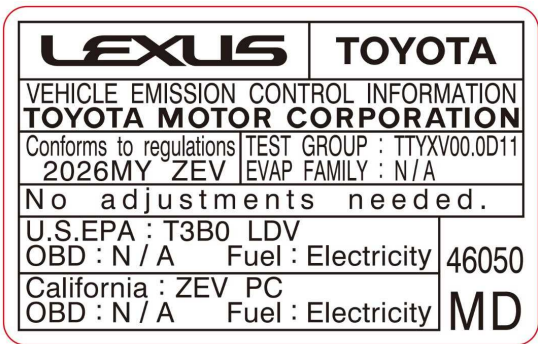 LEXUS TOYOTA
VEHICLE EMISSION CONTROL INFORMATION
TOYOTA MOTOR CORPORATION
Conforms to regulations
2026MY ZEV
TEST GROUP : TTYXV00.0D11
EVAP FAMILY : N/A
No adjustments needed.
U.S.EPA : T3B0 LDV
OBD : N/A Fuel : Electricity
California : ZEV PC
OBD : N/A Fuel : Electricity
46050
MD